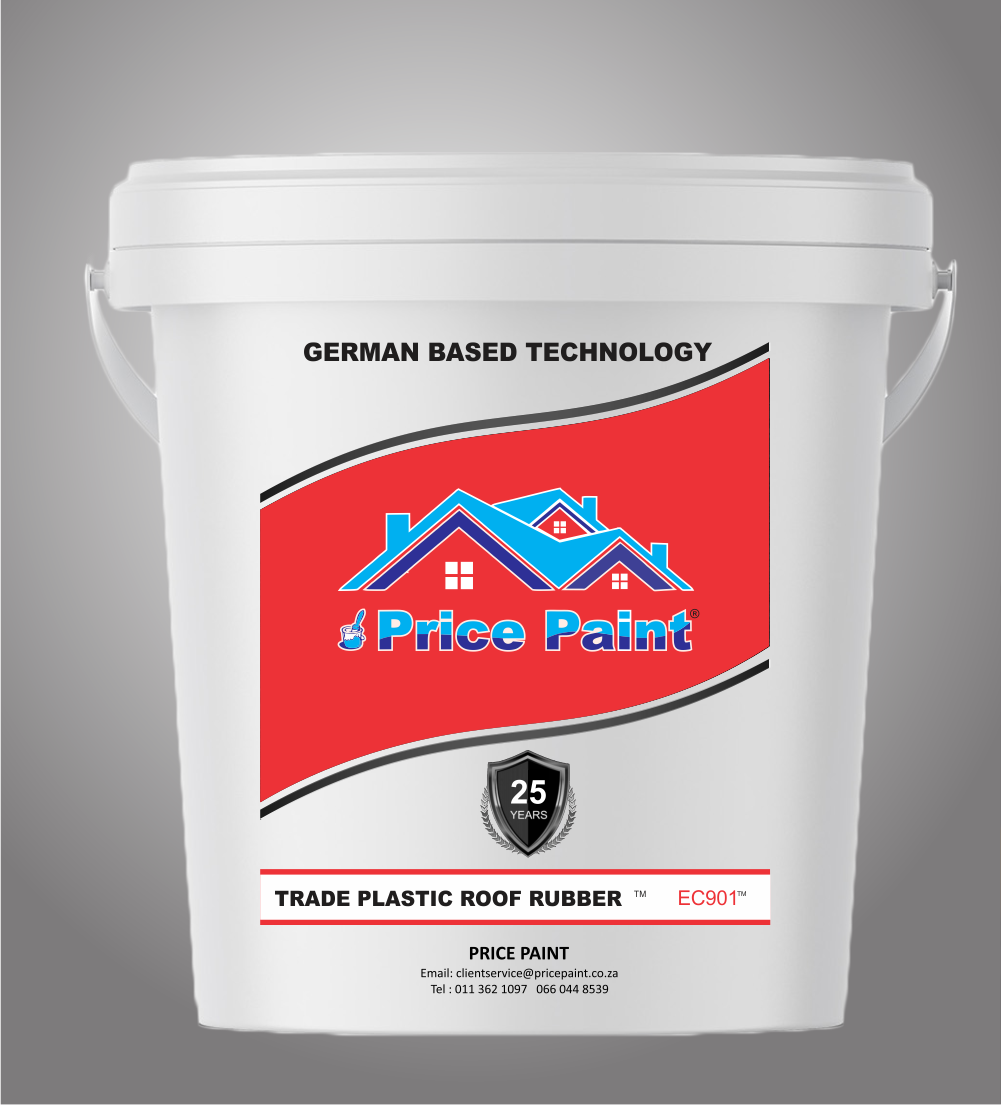 GERMAN BASED TECHNOLOGY
Price Paint®
25
YEARS
TRADE PLASTIC ROOF RUBBER ™ EC901™
PRICE PAINT
Email: clientservice@pricepaint.co.za
Tel : 011 362 1097 066 044 8539